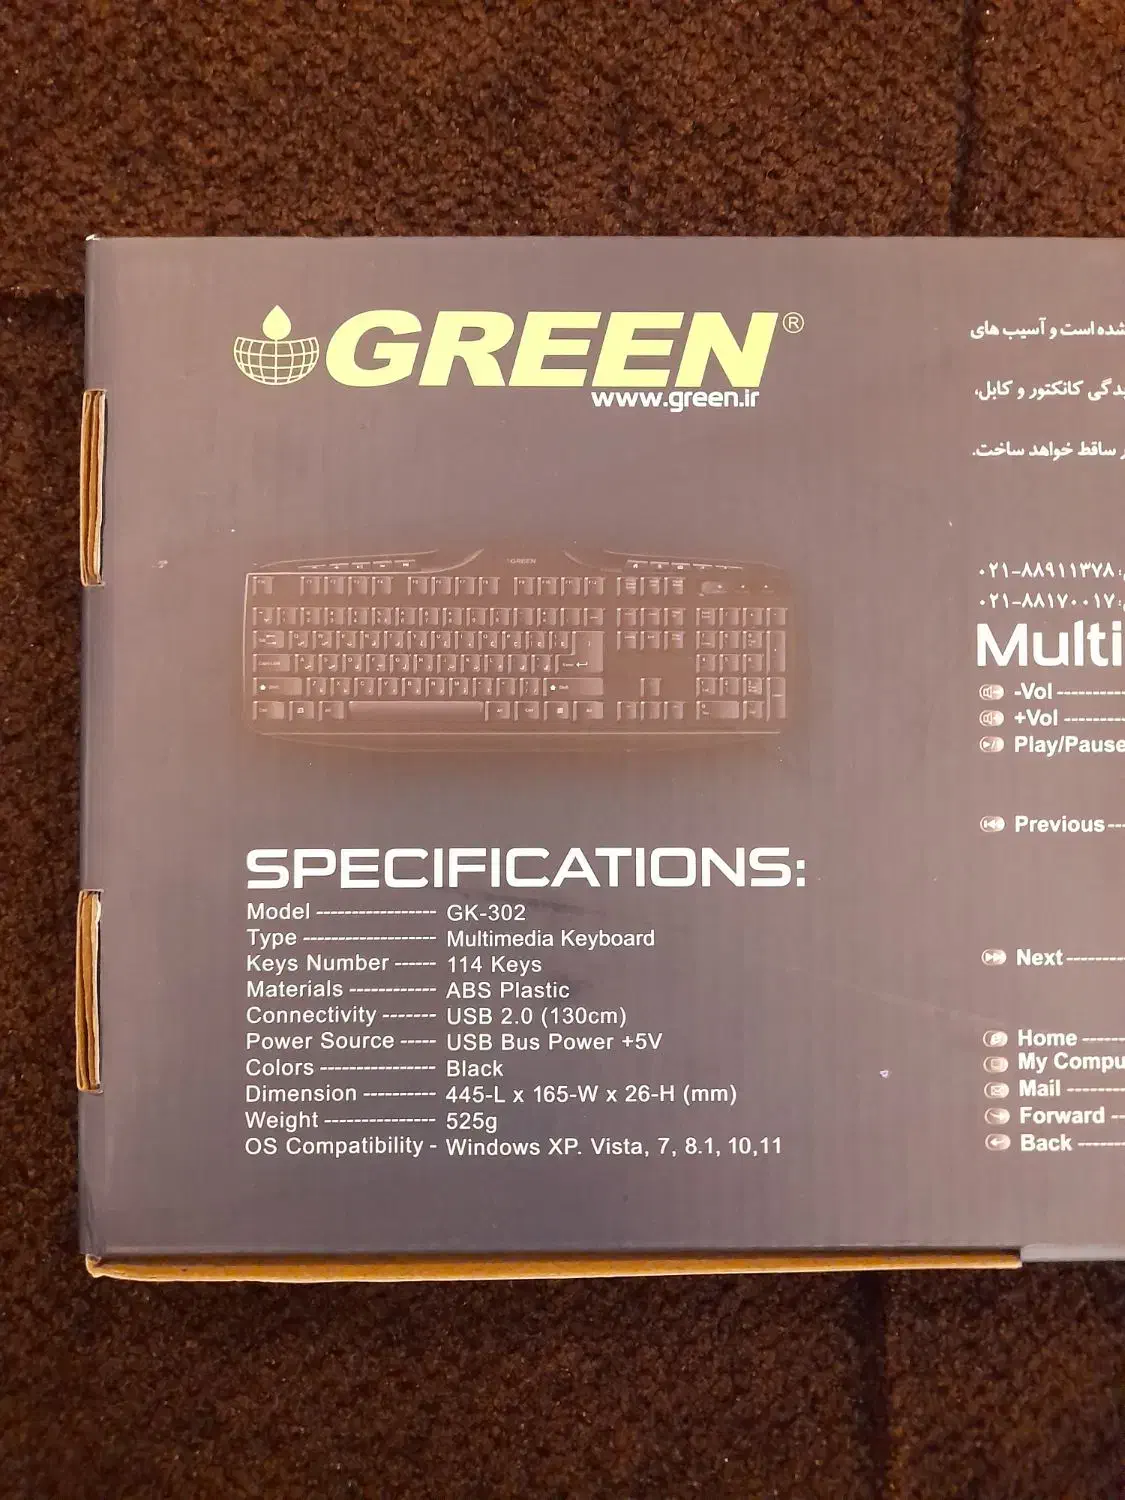 GREEN®
www.green.ir
شده است و آسیب های
کانکتور و کابل،
ساقط خواهد ساخت.
GREEN
۰۲۱-۸۸۹۱۱۳۷۸
۰۲۱-۸۸۱۷۰۰۱۷
Multi
-Vol
+Vol
Play/Pause
Previous
Next
Home
My Compu
Mail
Forward
Back
SPECIFICATIONS:
Model ----------------- GK-302
Type ------------------- Multimedia Keyboard
Keys Number ------ 114 Keys
Materials ------------ ABS Plastic
Connectivity ------- USB 2.0 (130cm)
Power Source ----- USB Bus Power +5V
Colors ---------------- Black
Dimension ---------- 445-L x 165-W x 26-H (mm)
Weight --------------- 525g
OS Compatibility - Windows XP. Vista, 7, 8.1, 10,11